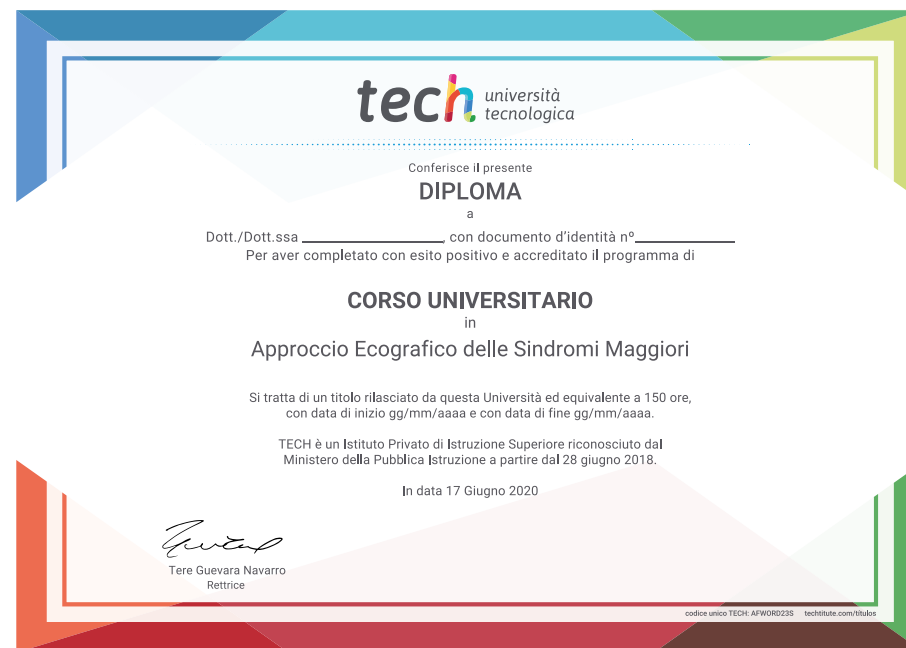 tech università
tecnologica
Conferisce il presente
DIPLOMA
a
Dott./Dott.ssa ________________, con documento d'identità nº____________
Per aver completato con esito positivo e accreditato il programma di
CORSO UNIVERSITARIO
in
Approccio Ecografico delle Sindromi Maggiori
Si tratta di un titolo rilasciato da questa Università ed equivalente a 150 ore,
con data di inizio gg/mm/aaaa e con data di fine gg/mm/aaaa.
TECH è un Istituto Privato di Istruzione Superiore riconosciuto dal
Ministero della Pubblica Istruzione a partire dal 28 giugno 2018.
In data 17 Giugno 2020
Tere Guevara Navarro
Rettrice
codice unico TECH: AFWORD23S techtitute.com/titulos